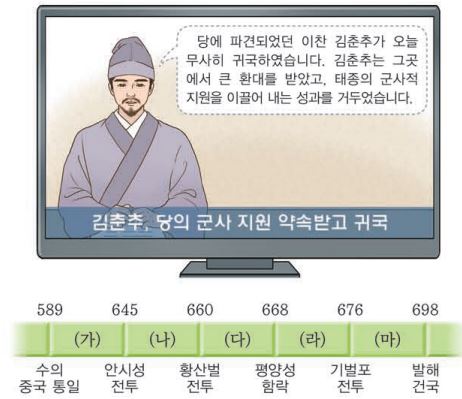 당에 파견되었던 이찬 김춘추가 오늘
무사히 귀국하였습니다. 김춘추는 그곳
에서 큰 환대를 받았고, 태종의 군사적
지원을 이끌어 내는 성과를 거두었습니다.
김춘추, 당의 군사 지원 약속받고 귀국
589 645 660 668 676 698
(가) (나) (다) (라) (마)
수의 안시성 황산벌 평양성 기벌포 발해
중국 통일 전투 전투 함락 전투 건국